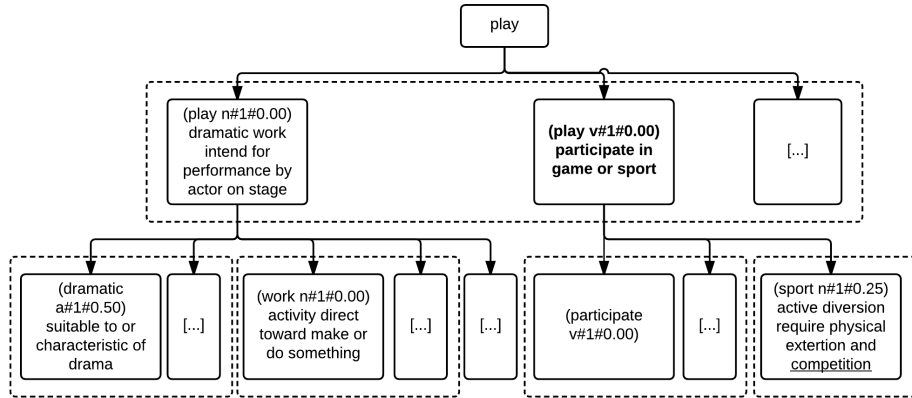 play
(play n#1#0.00)
dramatic work
intend for
performance by
actor on stage
(play v#1#0.00)
participate in
game or sport
[...]
(dramatic
a#1#0.50)
suitable to or
characteristic of
drama
[...]
(work n#1#0.00)
activity direct
toward make or
do something
[...]
[...]
(participate
v#1#0.00)
[...]
(sport n#1#0.25)
active diversion
require physical
extertion and
competition